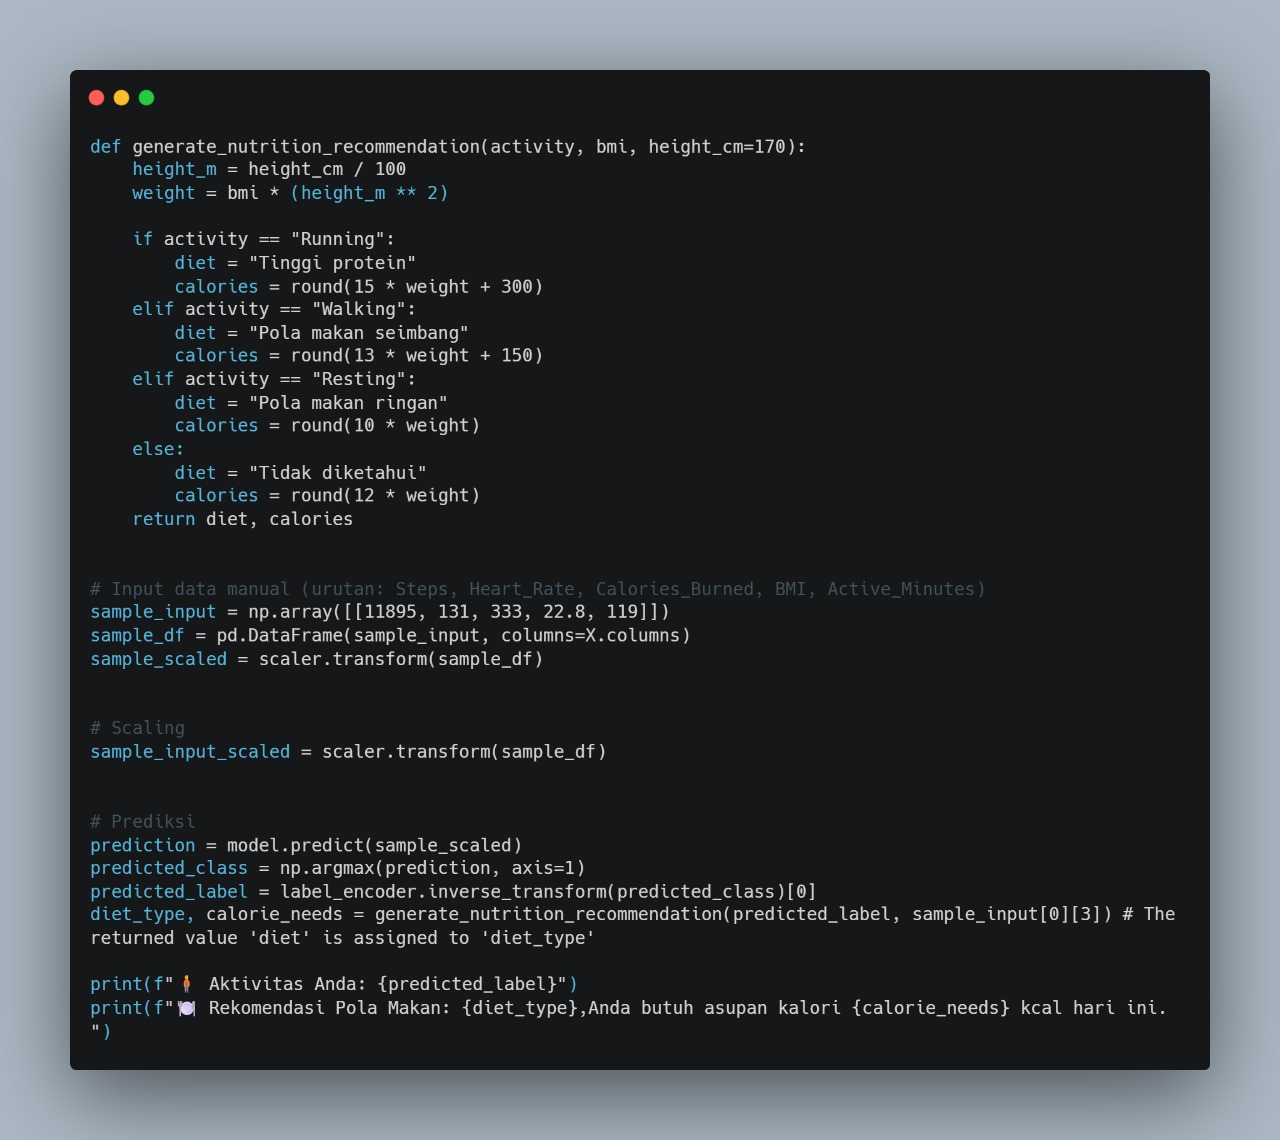 def generate_nutrition_recommendation(activity, bmi, height_cm=170):
    height_m = height_cm / 100
    weight = bmi * (height_m ** 2)

    if activity == "Running":
        diet = "Tinggi protein"
        calories = round(15 * weight + 300)
    elif activity == "Walking":
        diet = "Pola makan seimbang"
        calories = round(13 * weight + 150)
    elif activity == "Resting":
        diet = "Pola makan ringan"
        calories = round(10 * weight)
    else:
        diet = "Tidak diketahui"
        calories = round(12 * weight)
    return diet, calories


# Input data manual (urutan: Steps, Heart_Rate, Calories_Burned, BMI, Active_Minutes)
sample_input = np.array([[11895, 131, 333, 22.8, 119]])
sample_df = pd.DataFrame(sample_input, columns=X.columns)
sample_scaled = scaler.transform(sample_df)


# Scaling
sample_input_scaled = scaler.transform(sample_df)


# Prediksi
prediction = model.predict(sample_scaled)
predicted_class = np.argmax(prediction, axis=1)
predicted_label = label_encoder.inverse_transform(predicted_class)[0]
diet_type, calorie_needs = generate_nutrition_recommendation(predicted_label, sample_input[0][3]) # The
returned value 'diet' is assigned to 'diet_type'

print(f"🧍 Aktivitas Anda: {predicted_label}")
print(f"🍽️ Rekomendasi Pola Makan: {diet_type},Anda butuh asupan kalori {calorie_needs} kcal hari ini.
")